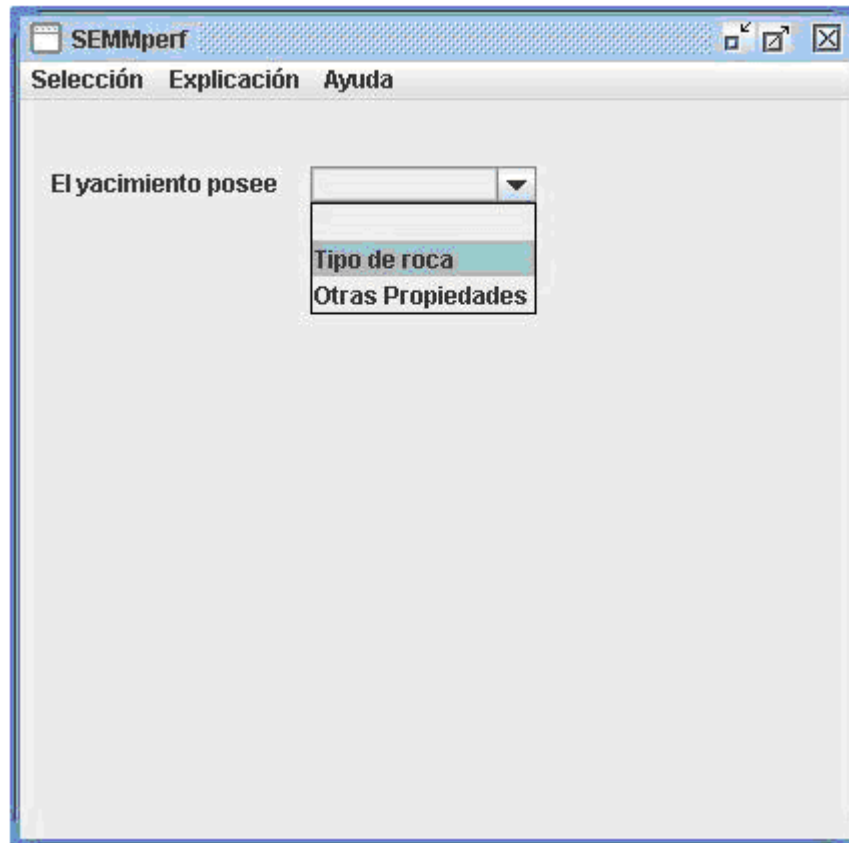 SEMMperf
Selección Explicación Ayuda
El yacimiento posee
Tipo de roca
Otras Propiedades